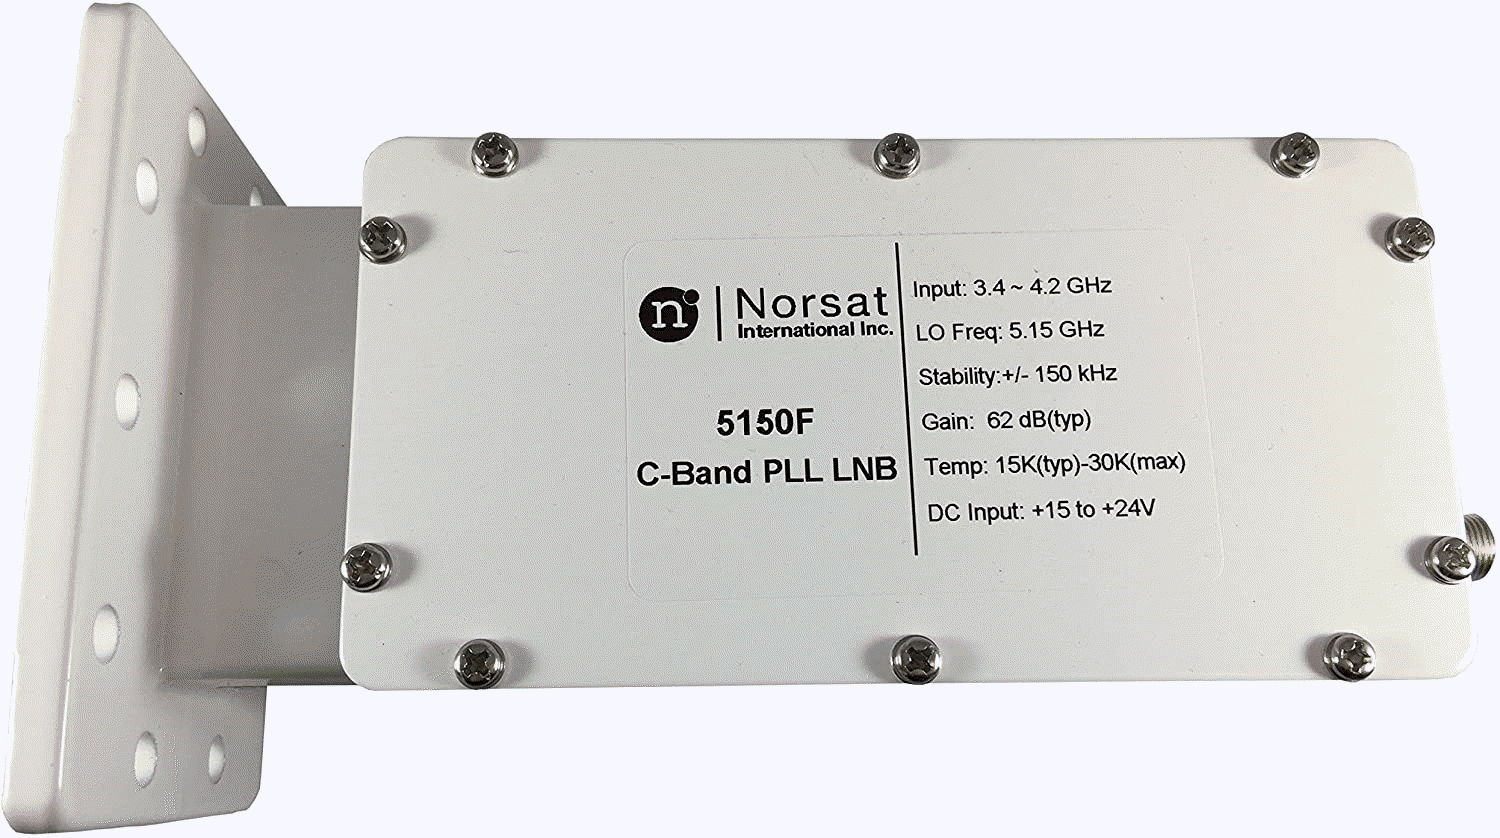 n Norsat
International Inc.
5150F
C-Band PLL LNB
Input: 3.4 ~ 4.2 GHz
LO Freq: 5.15 GHz
Stability:+/- 150 kHz
Gain: 62 dB(typ)
Temp: 15K(typ)-30K(max)
DC Input: +15 to +24V